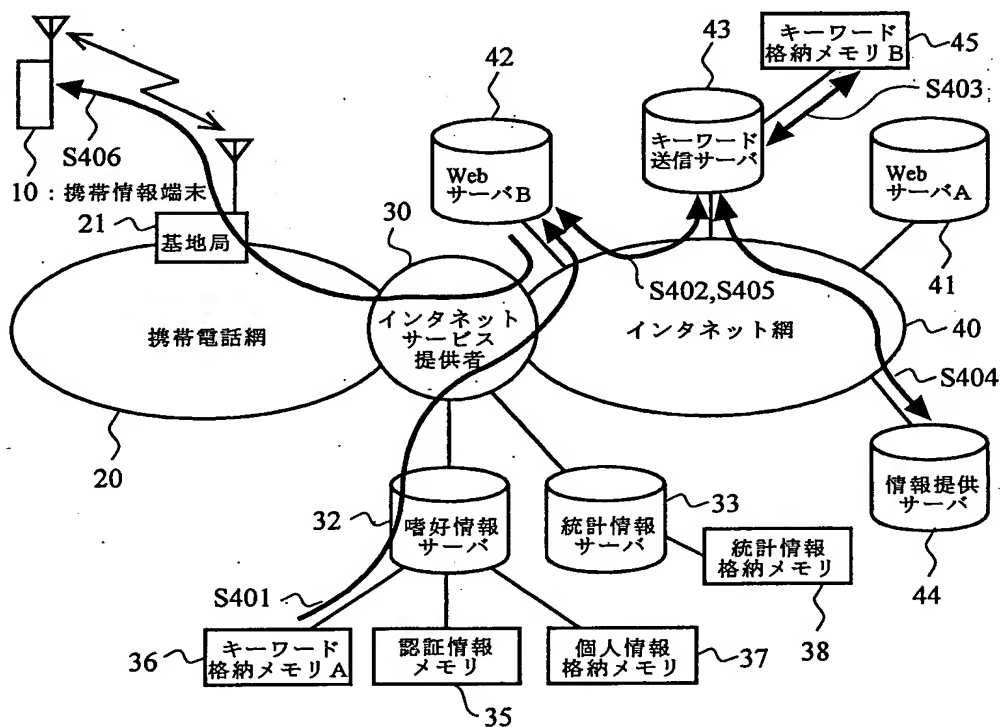 キーワード
格納メモリB
45
43
42
S403
キーワード
送信サーバ
Web
サーバB
Web
サーバA
S406
10：携帯情報端末
21
基地局
30
41
S402,S405
インタネット
サービス
提供者
携帯電話網
インタネット網
40
S404
20
32
嗜好情報
サーバ
統計情報
サーバ
33
情報提供
サーバ
統計情報
格納メモリ
44
S401
38
36
キーワード
格納メモリA
認証情報
メモリ
個人情報
格納メモリ
37
35